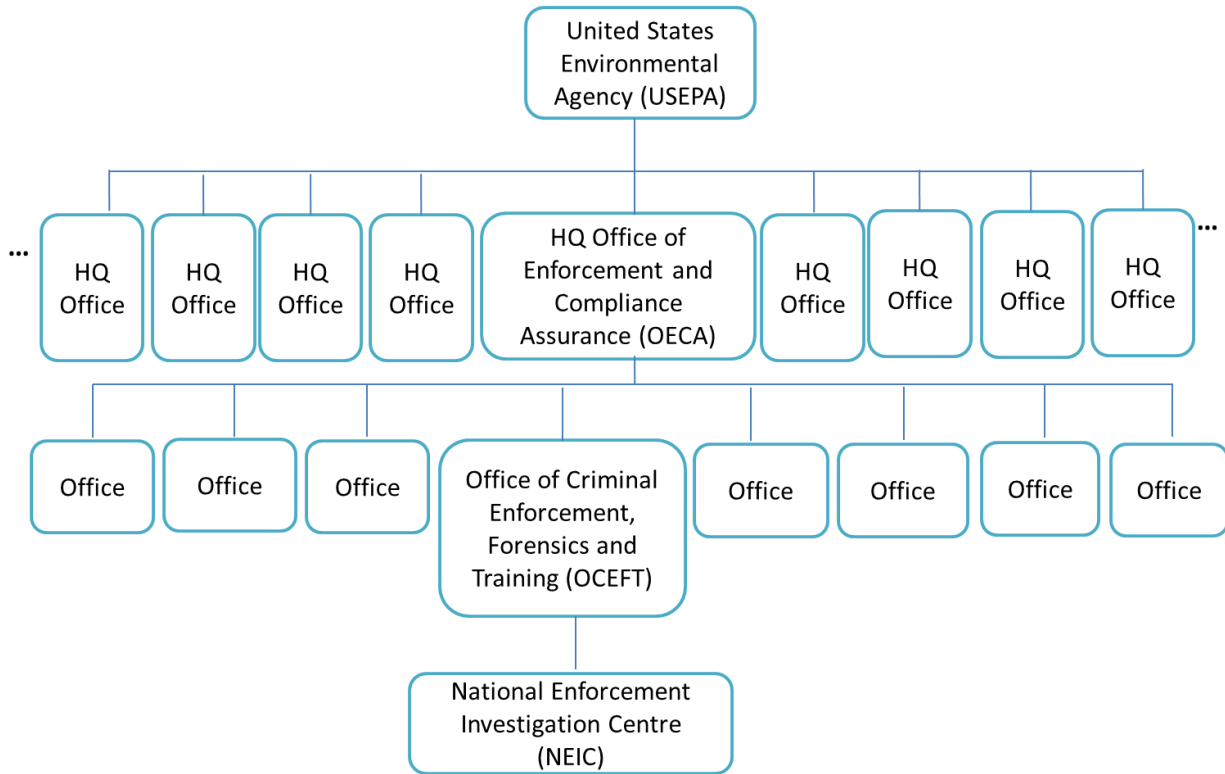 United States
Environmental
Agency (USEPA)
...
HQ
Office
HQ
Office
HQ
Office
HQ
Office
HQ Office of
Enforcement and
Compliance
Assurance (OECA)
HQ
Office
HQ
Office
HQ
Office
HQ
Office
...
Office
Office
Office
Office of Criminal
Enforcement,
Forensics and
Training (OCEFT)
Office
Office
Office
Office
National Enforcement
Investigation Centre
(NEIC)